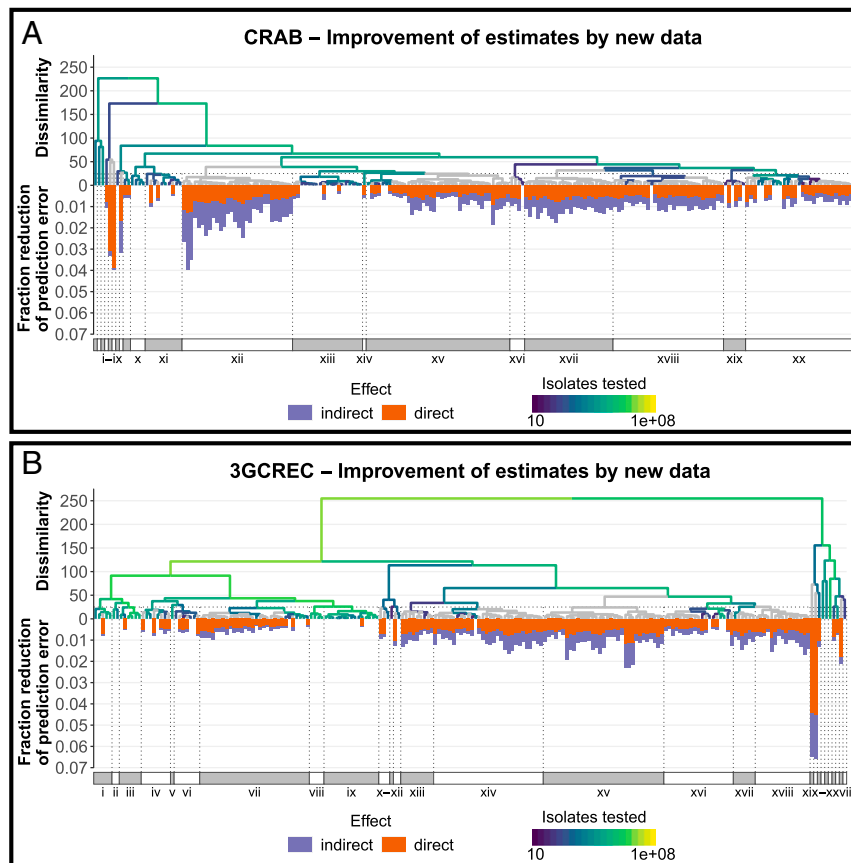 A
CRAB – Improvement of estimates by new data
Dissimilarity
250
200
150
100
50
0
Fraction reduction
of prediction error
0.01
0.02
0.03
0.04
0.05
0.06
0.07
i–ix x xi xii xiii xiv xv xvi xvii xviii xix xx
Effect
indirect direct
Isolates tested
10 1e+08
B
3GCREC – Improvement of estimates by new data
Dissimilarity
250
200
150
100
50
0
Fraction reduction
of prediction error
0.01
0.02
0.03
0.04
0.05
0.06
0.07
i ii iii iv v vi vii viii ix x–xii xiii xiv xv xvi xvii xviii xix–xxvii
Effect
indirect direct
Isolates tested
10 1e+08